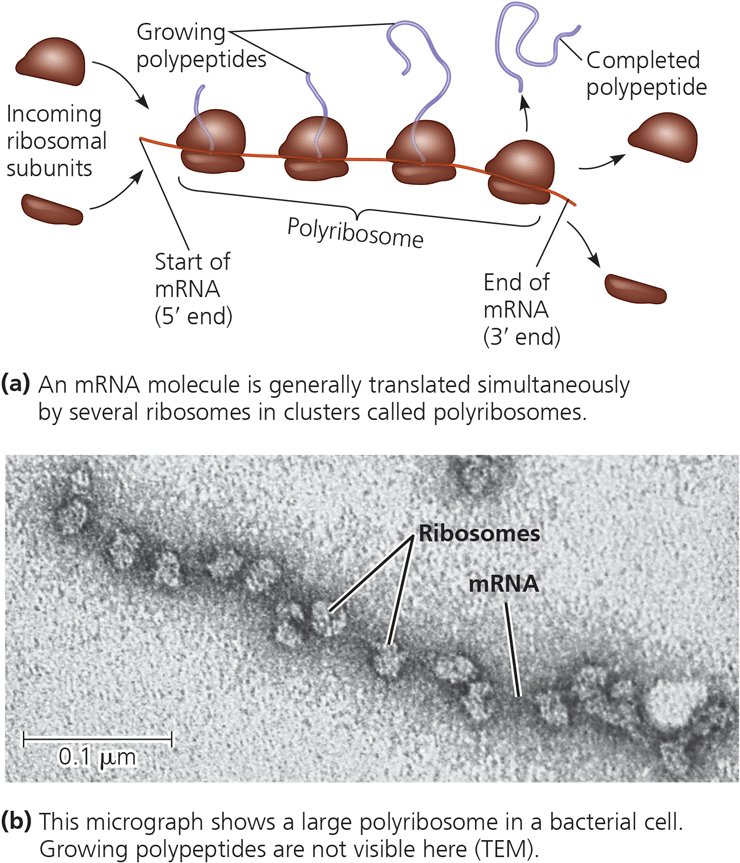 Growing
polypeptides
Completed
polypeptide
Incoming
ribosomal
subunits
Polyribosome
Start of
mRNA
(5′ end)
End of
mRNA
(3′ end)
(a) An mRNA molecule is generally translated simultaneously
by several ribosomes in clusters called polyribosomes.
Ribosomes
mRNA
0.1 μm
(b) This micrograph shows a large polyribosome in a bacterial cell.
Growing polypeptides are not visible here (TEM).